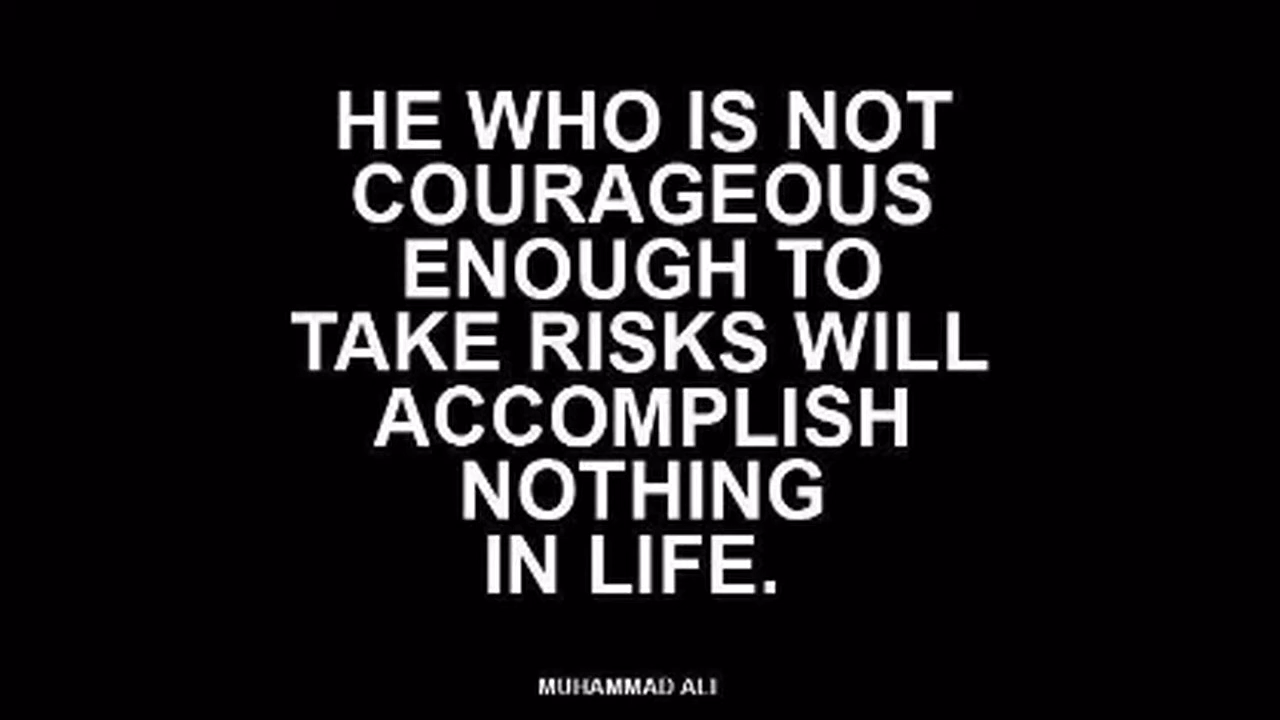 HE WHO IS NOT
COURAGEOUS
ENOUGH TO
TAKE RISKS WILL
ACCOMPLISH
NOTHING
IN LIFE.
MUHAMMAD ALI